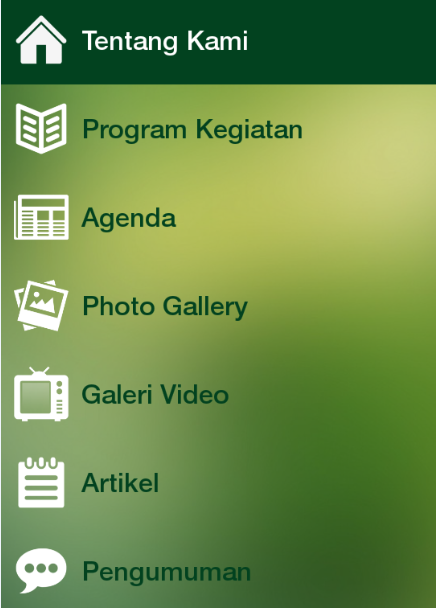 Tentang Kami
Program Kegiatan
Agenda
Photo Gallery
Galeri Video
Artikel
Pengumuman